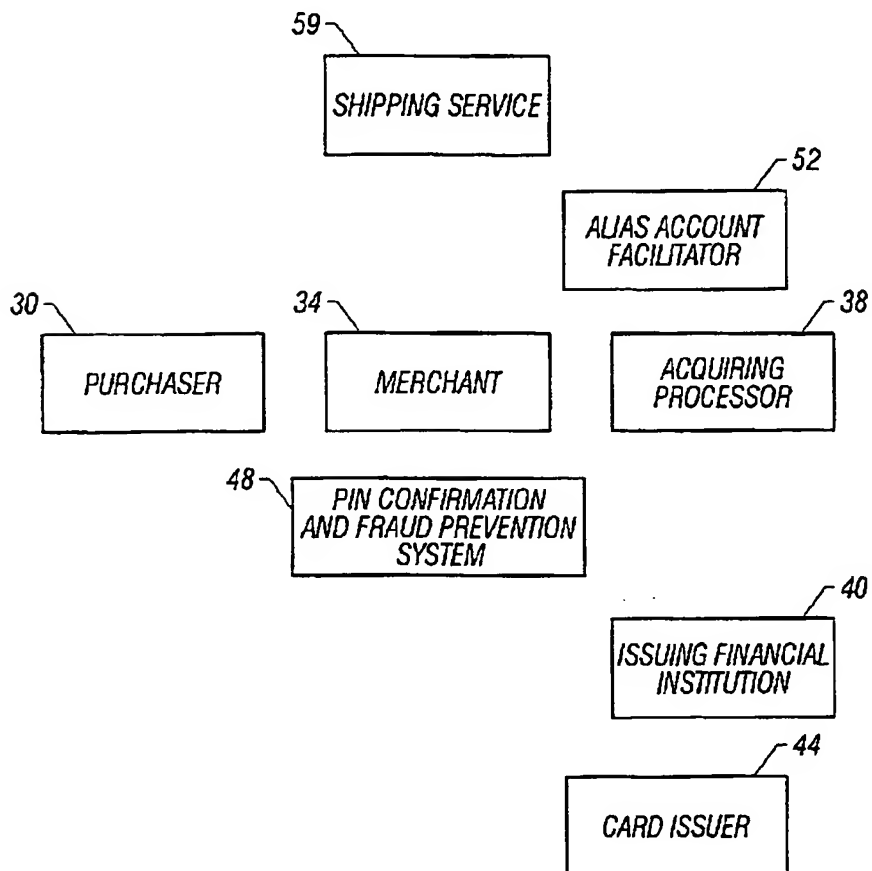 59
SHIPPING SERVICE
52
ALIAS ACCOUNT
FACILITATOR
30
34
38
PURCHASER
MERCHANT
ACQUIRING
PROCESSOR
48
PIN CONFIRMATION
AND FRAUD PREVENTION
SYSTEM
40
ISSUING FINANCIAL
INSTITUTION
44
CARD ISSUER